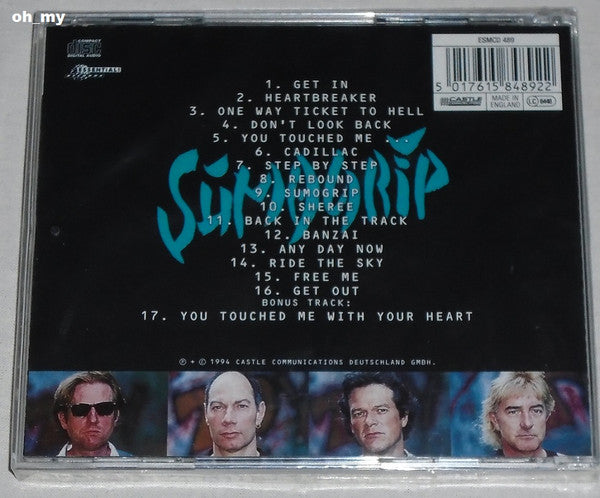 oh_my
COMPACT
DISC
DIGITAL AUDIO
ESSENTIAL!
ESMCD 489
5 017615 848922
CASTLE
MADE IN
ENGLAND
LC 6448
1. GET IN
2. HEARTBREAKER
3. ONE WAY TICKET TO HELL
4. DON'T LOOK BACK
5. YOU TOUCHED ME ...
6. CADILLAC
7. STEP BY STEP
8. REBOUND
9. SUMOGRIP
10. SHEREE
11. BACK IN THE TRACK
12. BANZAI
13. ANY DAY NOW
14. RIDE THE SKY
15. FREE ME
16. GET OUT
BONUS TRACK:
17. YOU TOUCHED ME WITH YOUR HEART
SUMOGRIP
℗ + © 1994 CASTLE COMMUNICATIONS DEUTSCHLAND GMBH.